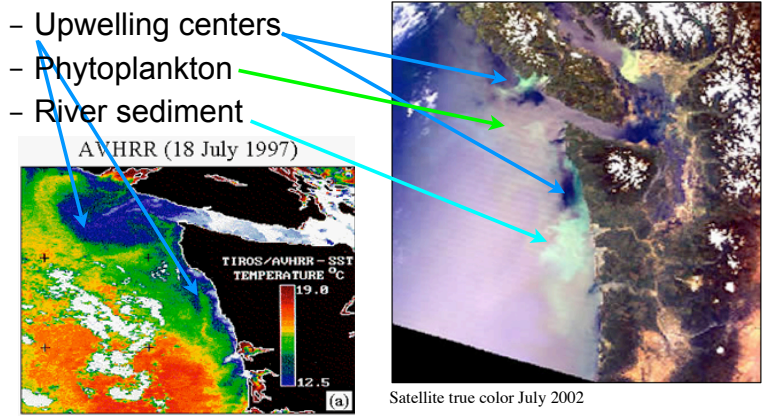 – Upwelling centers
– Phytoplankton
– River sediment
AVHRR (18 July 1997)
TIROS/AVHRR-SST
TEMPERATURE °C
19.0
12.5
(a)
Satellite true color July 2002